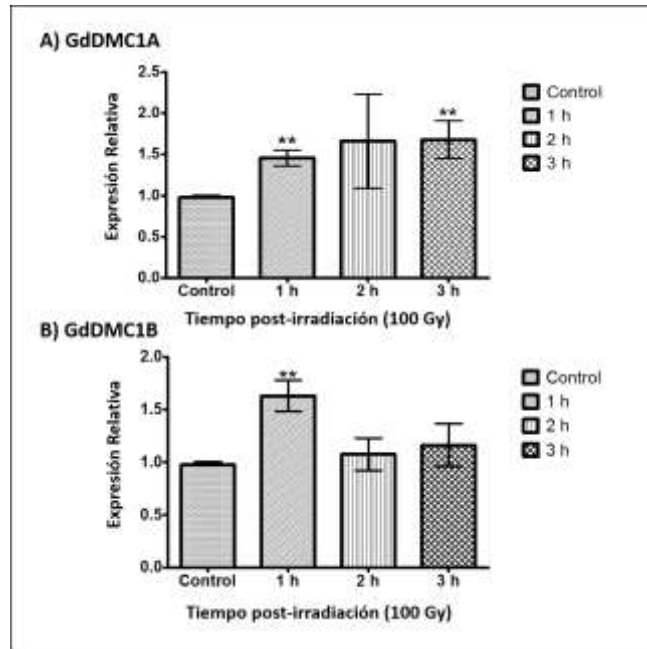 A) GdDMC1A
Expresión Relativa
2.5
2.0
1.5
1.0
0.5
0.0
**
**
Control
1 h
2 h
3 h
Tiempo post-irradiación (100 Gy)
Control
1 h
2 h
3 h
B) GdDMC1B
Expresión Relativa
2.0
1.5
1.0
0.5
0.0
**
Control
1 h
2 h
3 h
Tiempo post-irradiación (100 Gy)
Control
1 h
2 h
3 h